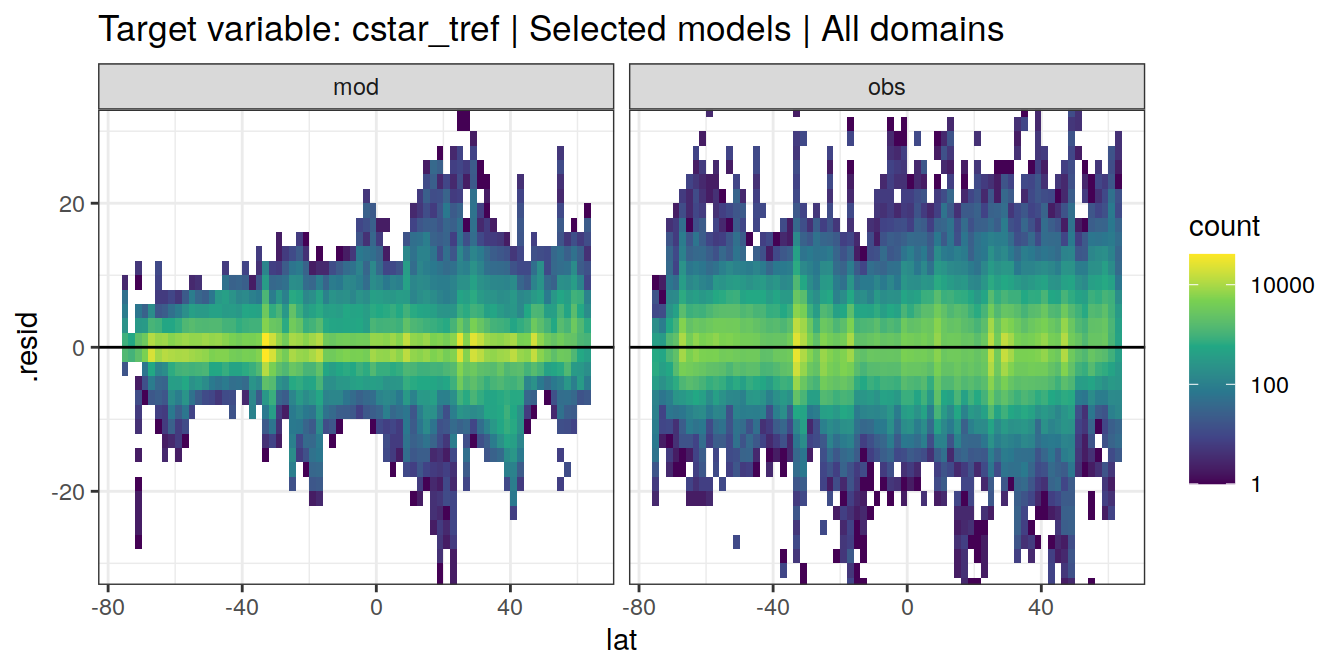 Target variable: cstar_tref | Selected models | All domains
mod
obs
.resid
20
0
-20
-80
-40
0
40
-80
-40
0
40
lat
count
10000
100
1